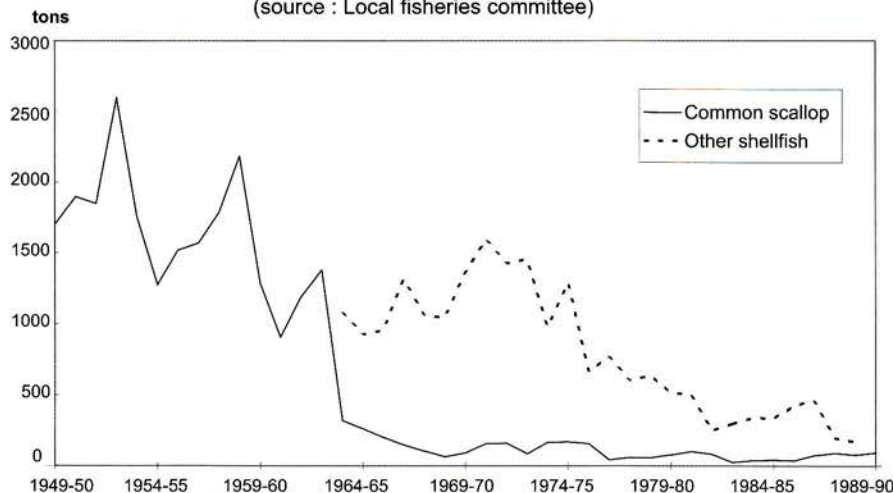 (source : Local fisheries committee)
tons
3000
2500
2000
1500
1000
500
0
Common scallop
Other shellfish
1949-50 1954-55 1959-60 1964-65 1969-70 1974-75 1979-80 1984-85 1989-90